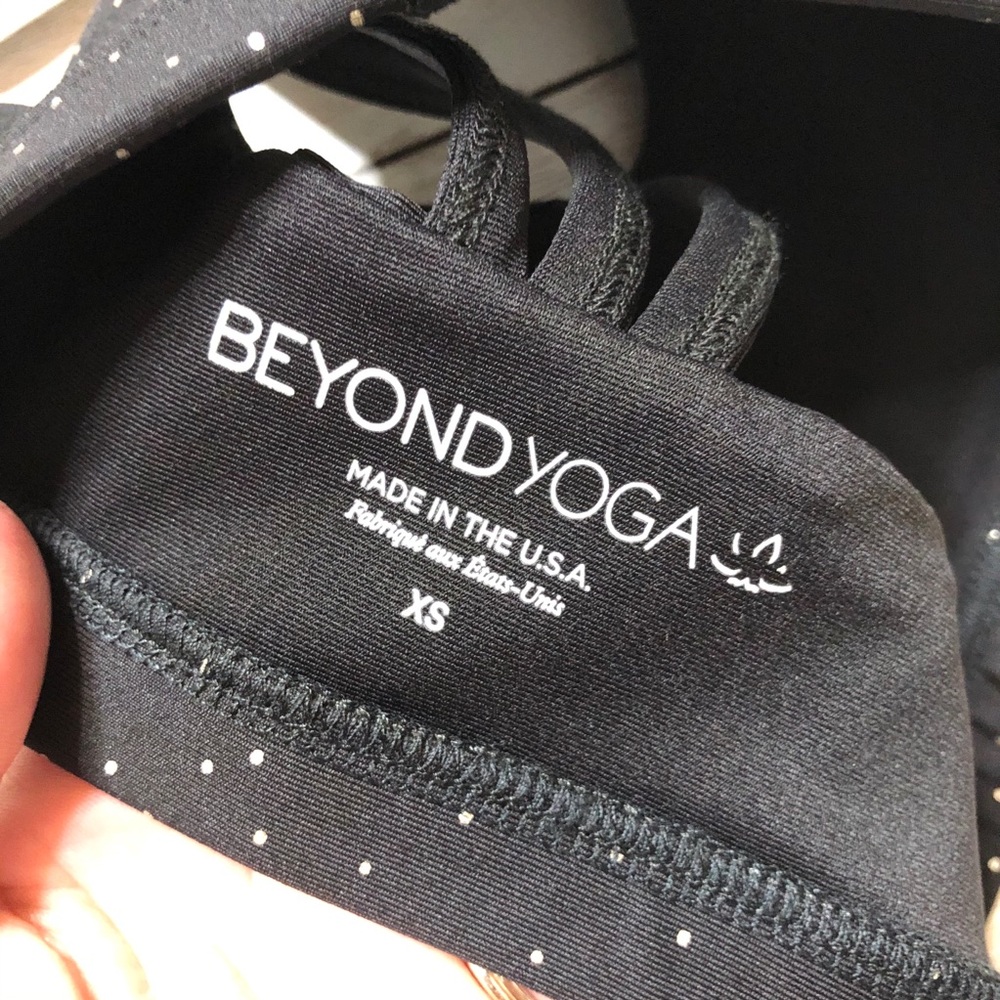 BEYOND YOGA
MADE IN THE U.S.A.
Fabriqué aux États-Unis
XS